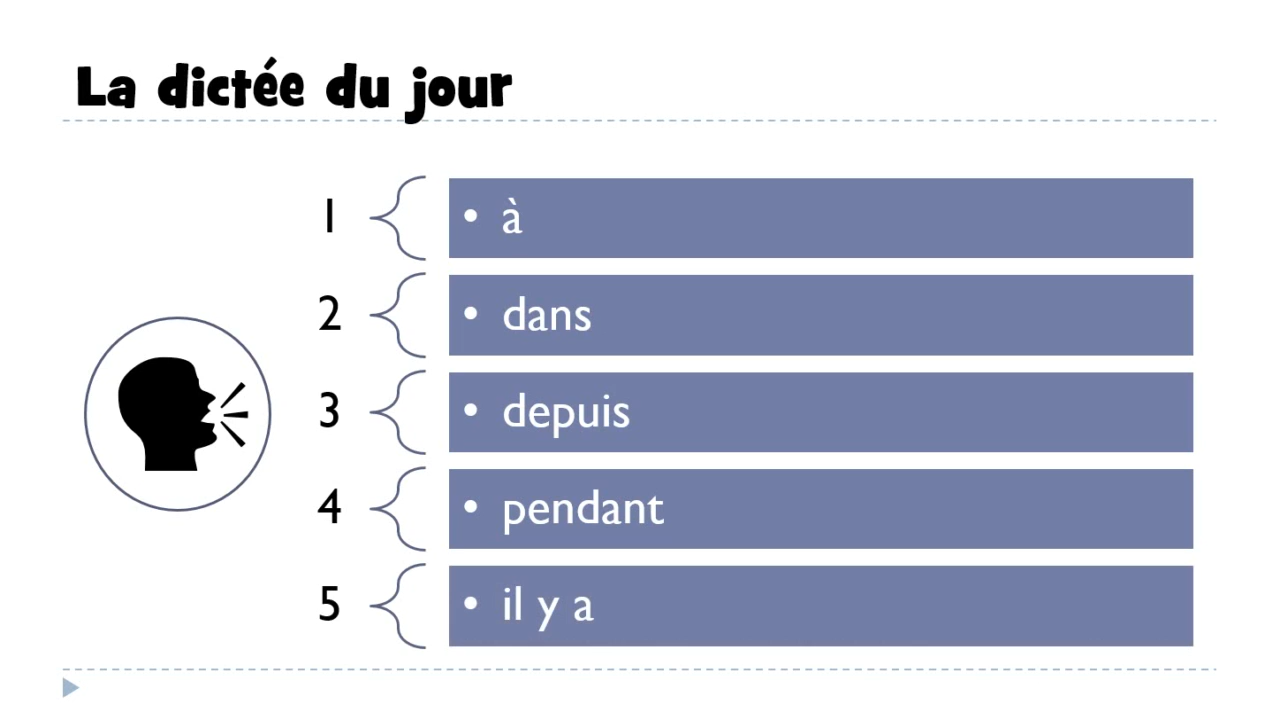 La dictée du jour
1 • à
2 • dans
3 • depuis
4 • pendant
5 • il y a